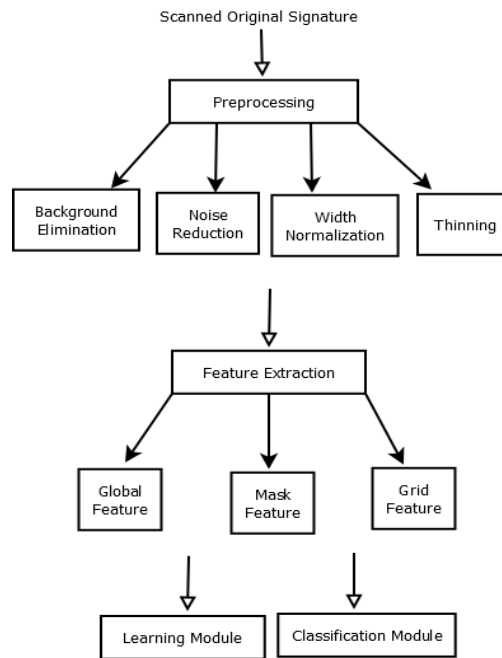 Scanned Original Signature
Preprocessing
Background
Elimination
Noise
Reduction
Width
Normalization
Thinning
Feature Extraction
Global
Feature
Mask
Feature
Grid
Feature
Learning Module
Classification Module